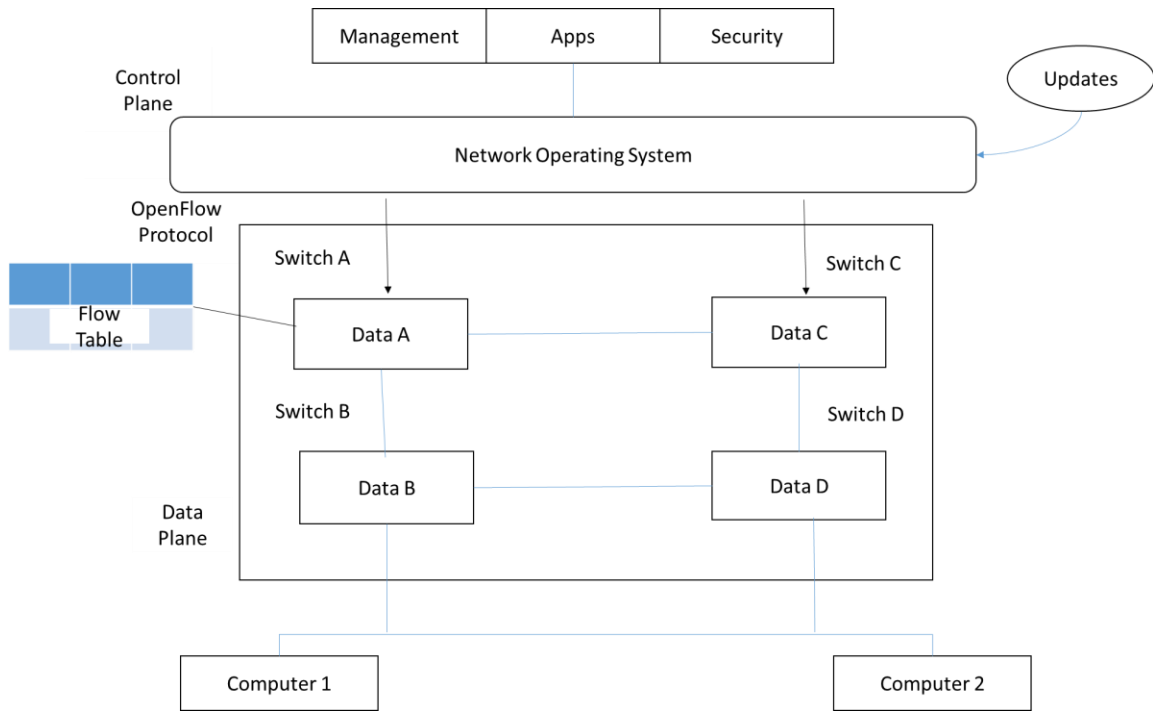 Management
Apps
Security
Control
Plane
Updates
Network Operating System
OpenFlow
Protocol
Switch A
Switch C
Flow
Table
Data A
Data C
Switch B
Switch D
Data B
Data D
Data
Plane
Computer 1
Computer 2